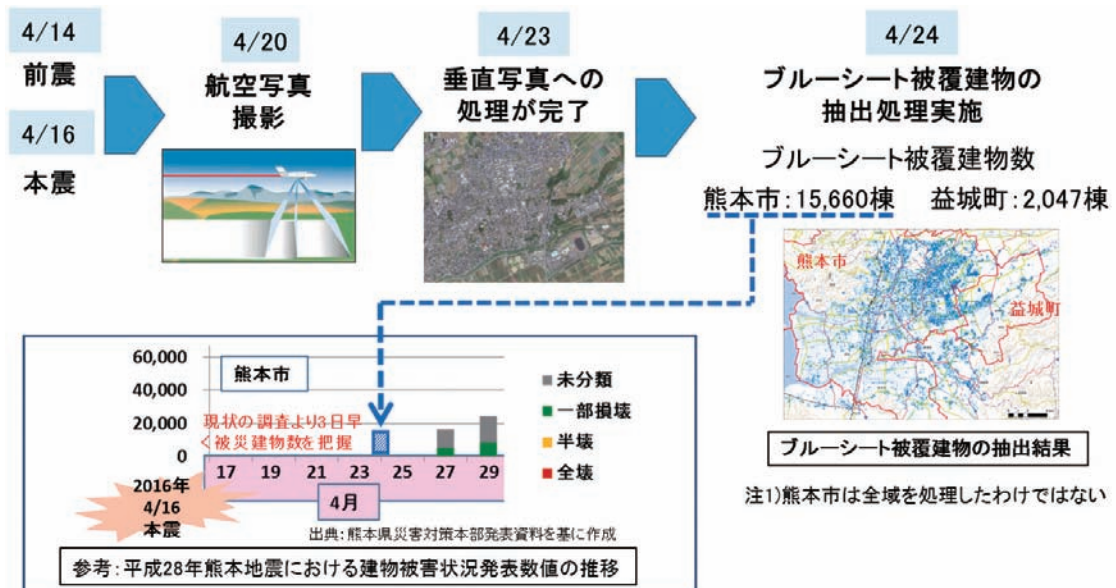 4/14
前震
4/16
本震
4/20
航空写真
撮影
4/23
垂直写真への
処理が完了
4/24
ブルーシート被覆建物の
抽出処理実施
ブルーシート被覆建物数
熊本市:15,660棟 益城町:2,047棟
熊本市
益城町
ブルーシート被覆建物の抽出結果
注1)熊本市は全域を処理したわけではない
60,000
40,000
20,000
0
熊本市
現状の調査より3日早
く被災建物数を把握
未分類
一部損壊
半壊
全壊
17 19 21 23 25 27 29
4月
2016年
4/16
本震
出典:熊本県災害対策本部発表資料を基に作成
参考:平成28年熊本地震における建物被害状況発表数値の推移